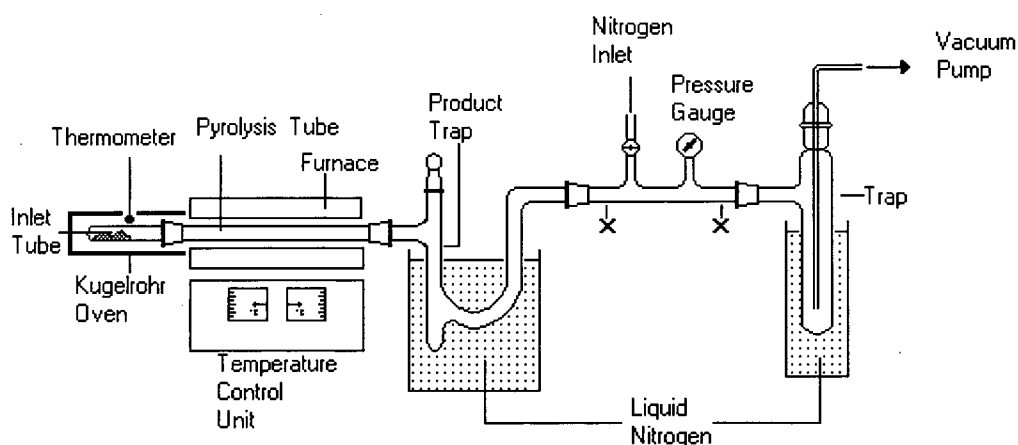 Nitrogen
Inlet
Vacuum
Pump
Pressure
Gauge
Product
Trap
Thermometer
Pyrolysis Tube
Furnace
Inlet
Tube
Trap
Kugelrohr
Oven
Temperature
Control
Unit
Liquid
Nitrogen